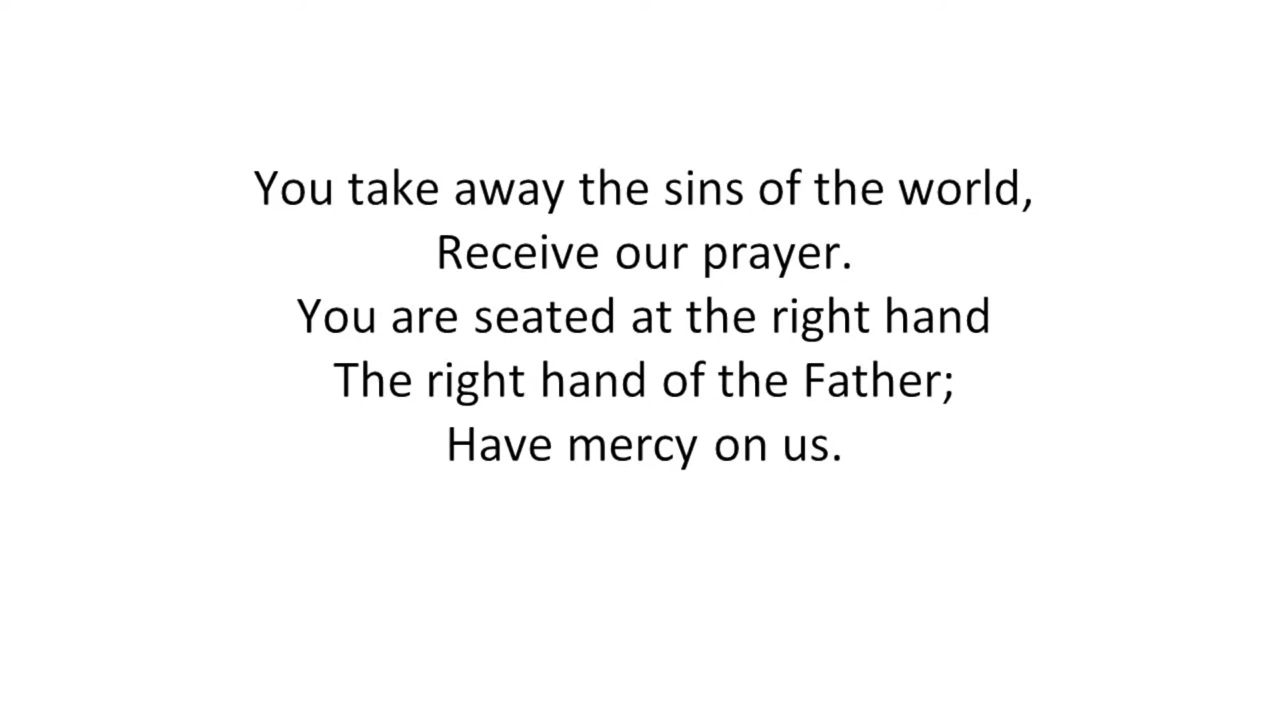 You take away the sins of the world,
Receive our prayer.
You are seated at the right hand
The right hand of the Father;
Have mercy on us.